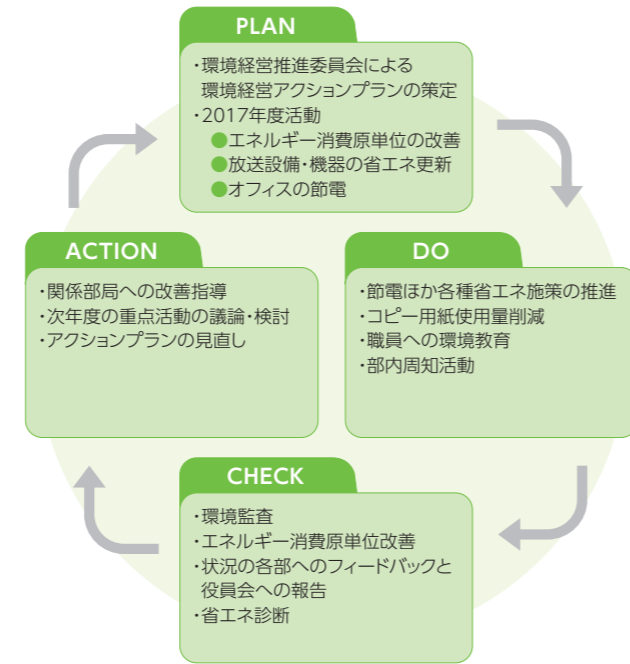 PLAN
・環境経営推進委員会による
環境経営アクションプランの策定
・2017年度活動
●エネルギー消費原単位の改善
●放送設備・機器の省エネ更新
●オフィスの節電
ACTION
・関係部局への改善指導
・次年度の重点活動の議論・検討
・アクションプランの見直し
DO
・節電ほか各種省エネ施策の推進
・コピー用紙使用量削減
・職員への環境教育
・部内周知活動
CHECK
・環境監査
・エネルギー消費原単位改善
・状況の各部へのフィードバックと
役員会への報告
・省エネ診断